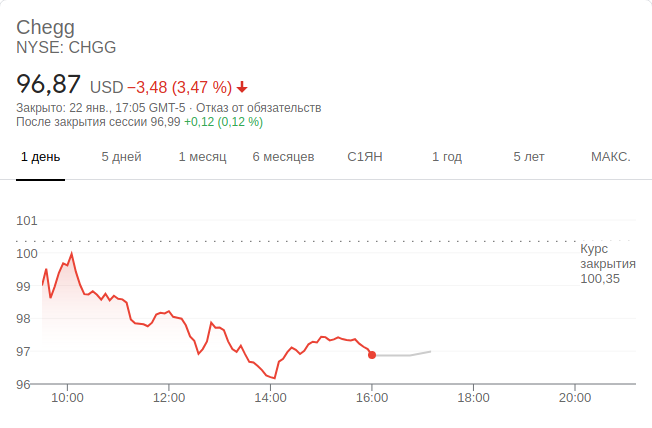 Chegg
NYSE: CHGG
96,87 USD −3,48 (3,47 %)
Закрыто: 22 янв., 17:05 GMT-5 · Отказ от обязательств
После закрытия сессии 96,99 +0,12 (0,12 %)
1 день 5 дней 1 месяц 6 месяцев С1ЯН 1 год 5 лет МАКС.
101
100
99
98
97
96
Курс
закрытия
100,35
10:00 12:00 14:00 16:00 18:00 20:00